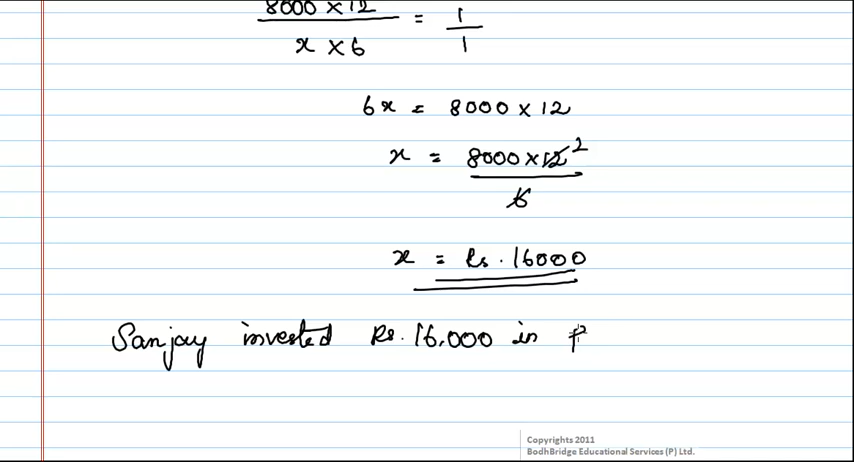 8000 × 12 / x × 6 = 1 / 1
6x = 8000 × 12
x = 8000 × 12 2 / 6
x = Rs. 16000
Sanjay invested Rs. 16,000 in
Copyrights 2011
BodhBridge Educational Services (P) Ltd.